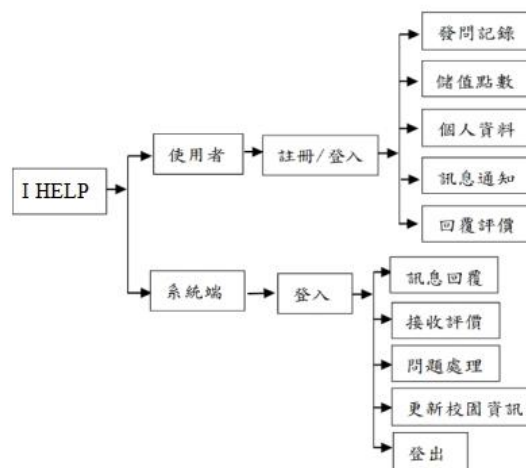 I HELP
使用者
註冊/登入
發問記錄
儲值點數
個人資料
訊息通知
回覆評價
系統端
登入
訊息回覆
接收評價
問題處理
更新校園資訊
登出